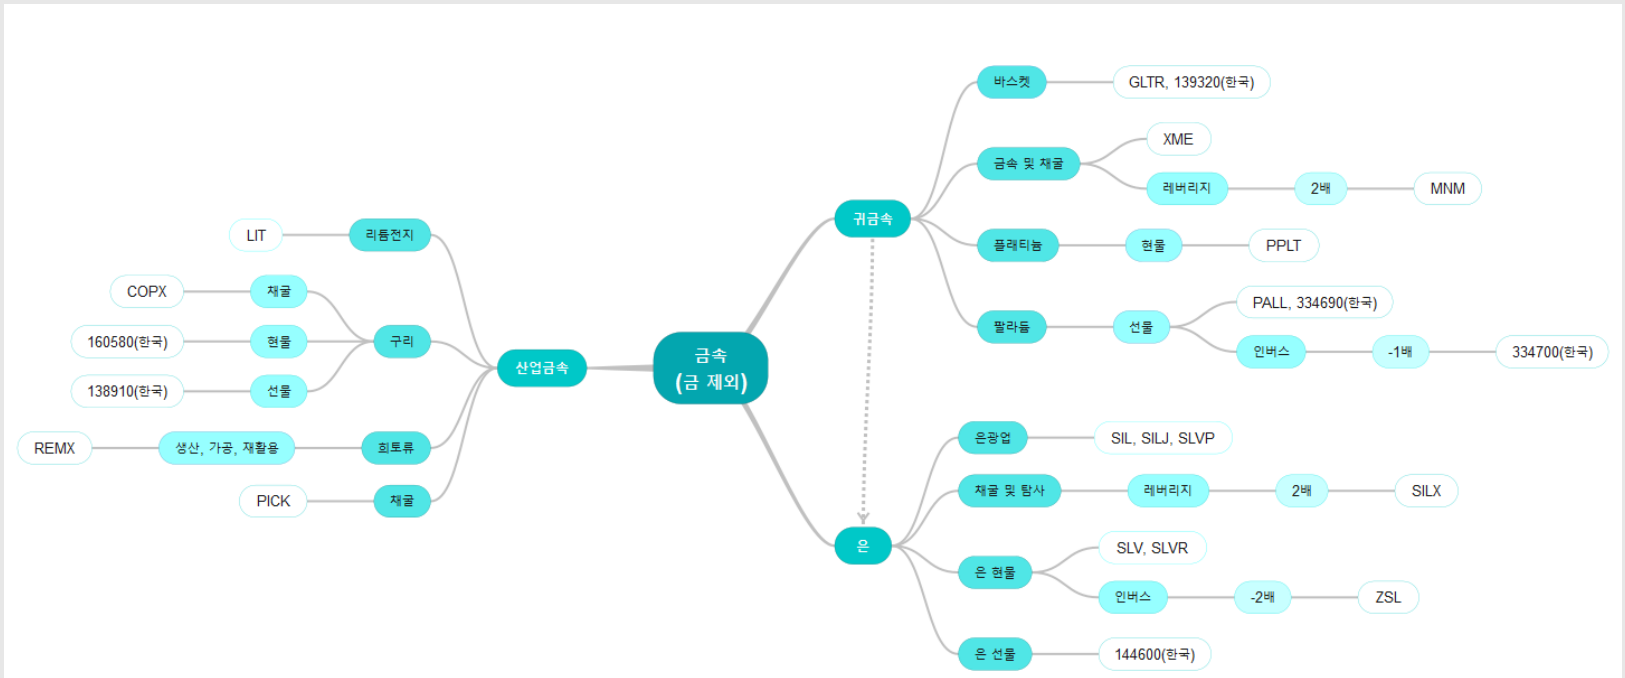 금속
(금 제외)
귀금속
바스켓
GLTR, 139320(한국)
금속 및 채굴
XME
레버리지
2배
MNM
플래티늄
현물
PPLT
팔라듐
선물
PALL, 334690(한국)
인버스
-1배
334700(한국)
은
은광업
SIL, SILJ, SLVP
채굴 및 탐사
레버리지
2배
SILX
은 현물
SLV, SLVR
인버스
-2배
ZSL
은 선물
144600(한국)
산업금속
리튬전지
LIT
구리
채굴
COPX
현물
160580(한국)
선물
138910(한국)
희토류
생산, 가공, 재활용
REMX
채굴
PICK